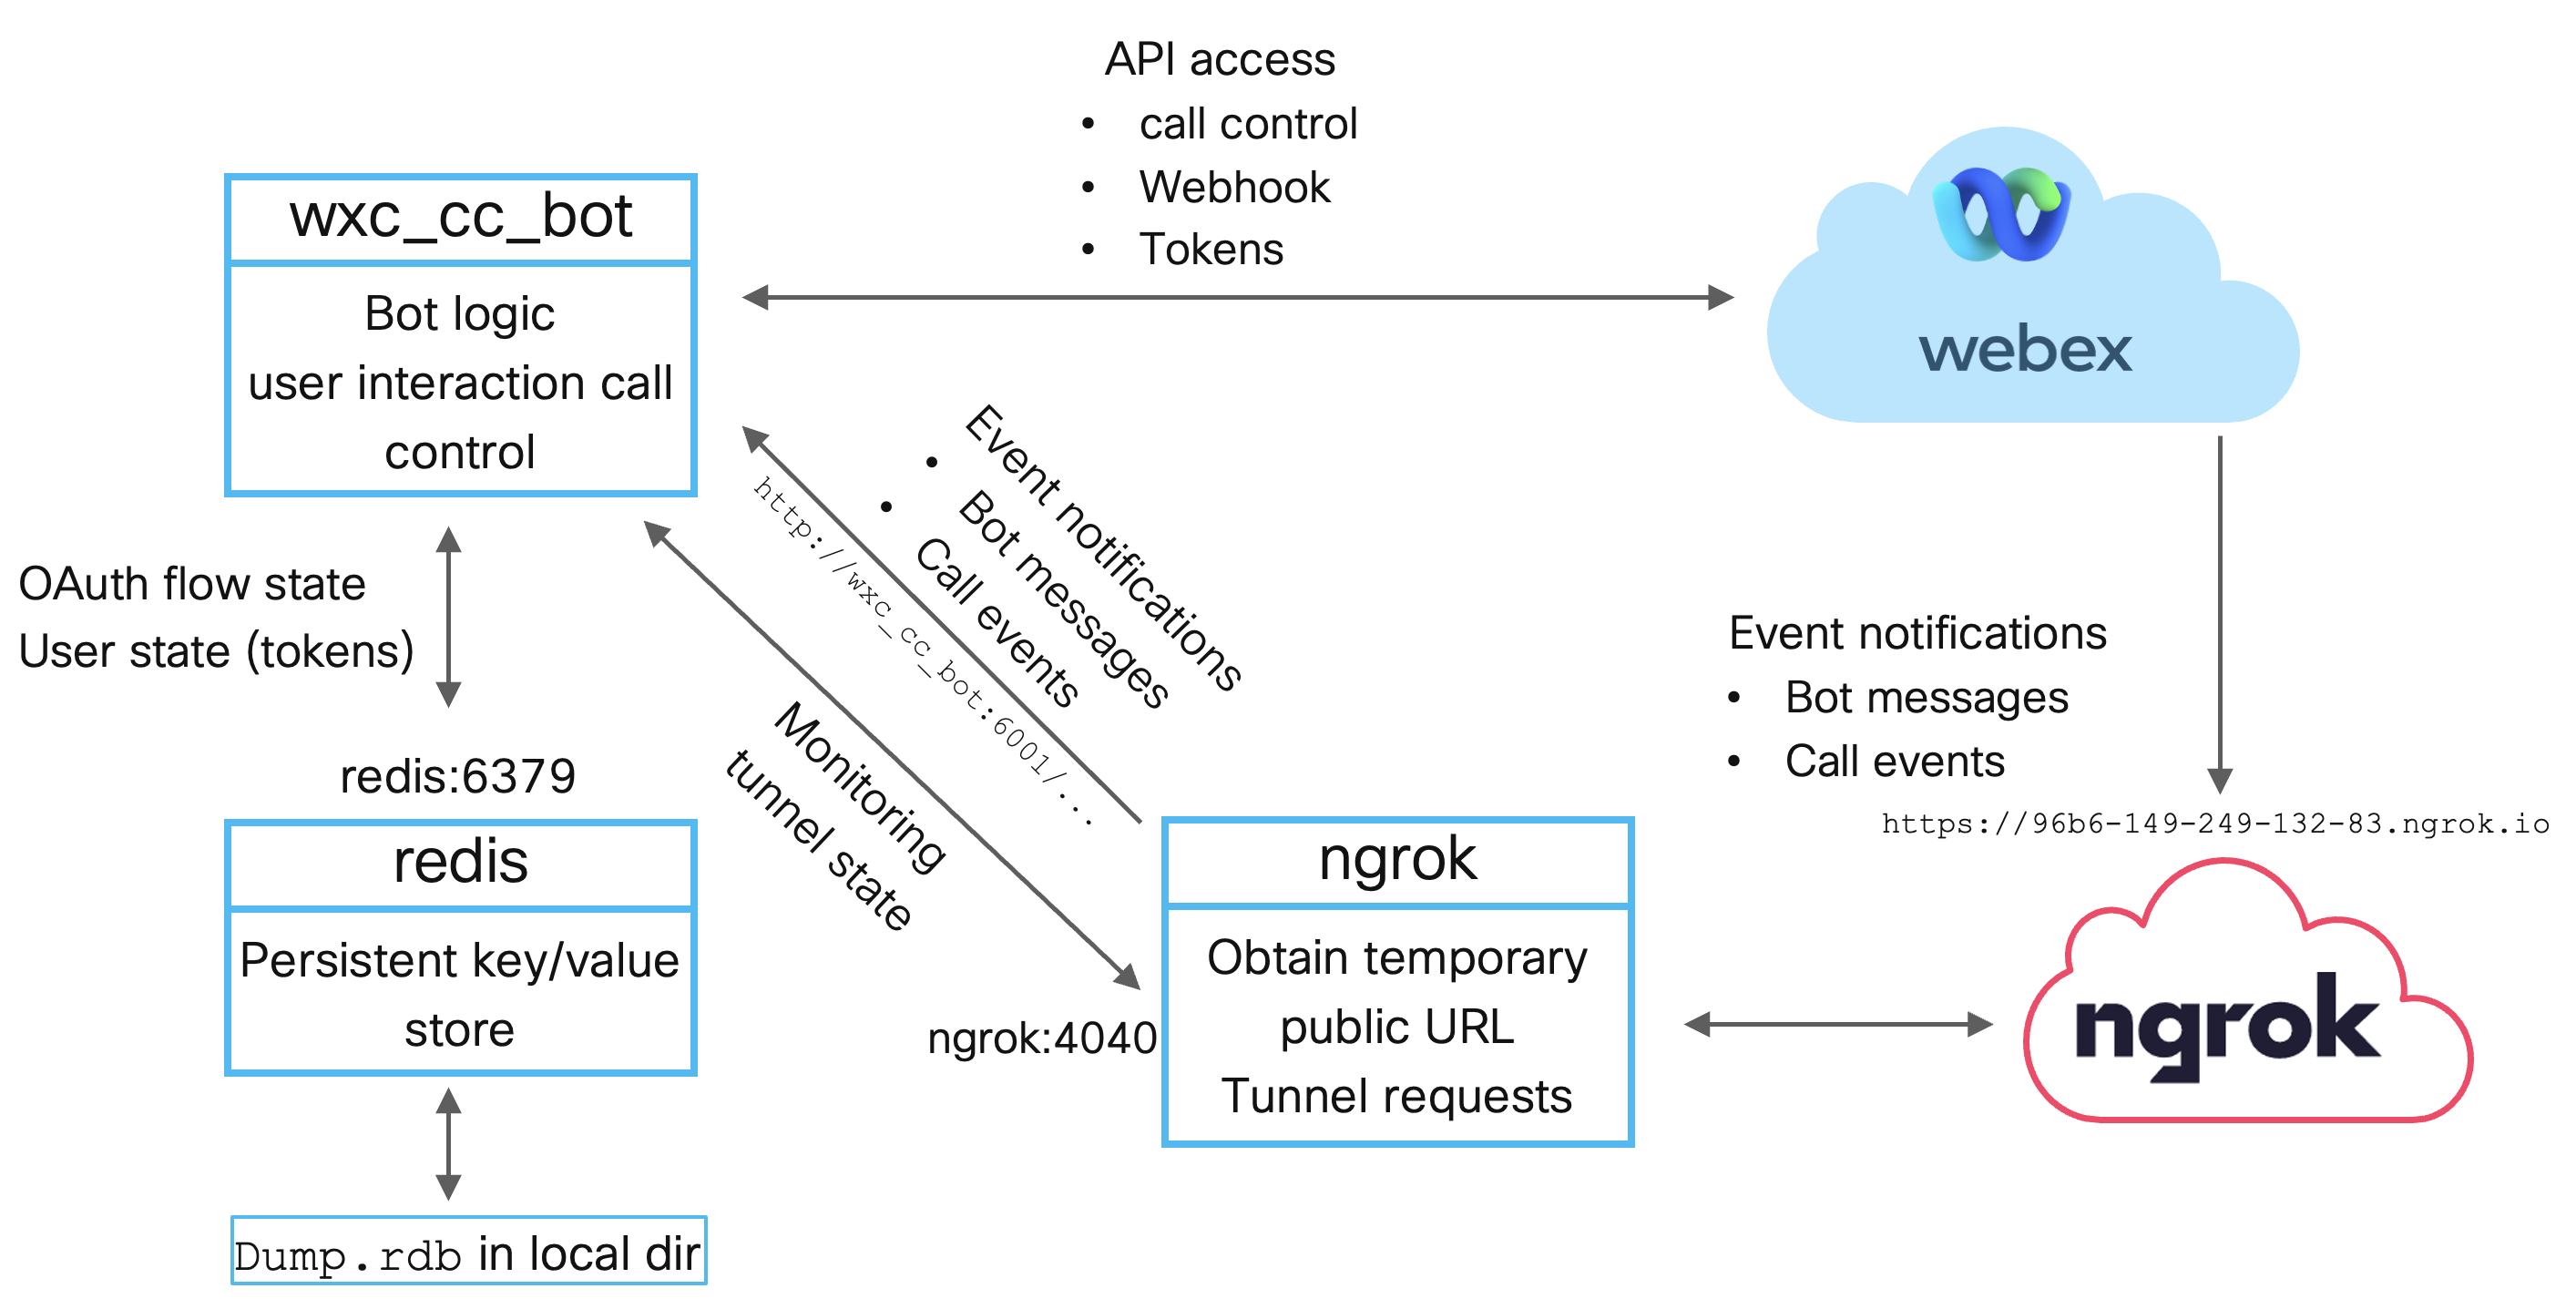 API access
• call control
• Webhook
• Tokens
wxc_cc_bot
Bot logic
user interaction call
control
webex
Event notifications
• Bot messages
• Call events
http://wxc_cc_bot:6001/...
OAuth flow state
User state (tokens)
Monitoring
tunnel state
Event notifications
• Bot messages
• Call events
redis:6379
redis
Persistent key/value
store
https://96b6-149-249-132-83.ngrok.io
ngrok
Obtain temporary
public URL
Tunnel requests
ngrok:4040
ngrok
Dump.rdb in local dir